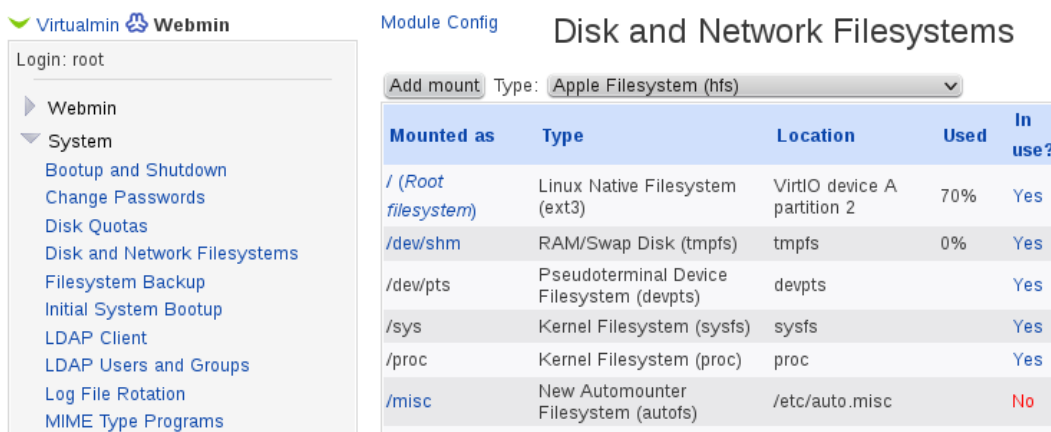 Virtualmin Webmin
Login: root
Webmin
System
Bootup and Shutdown
Change Passwords
Disk Quotas
Disk and Network Filesystems
Filesystem Backup
Initial System Bootup
LDAP Client
LDAP Users and Groups
Log File Rotation
MIME Type Programs
Module Config
Disk and Network Filesystems
Add mount Type: Apple Filesystem (hfs)
Mounted as Type Location Used In
use?
/ (Root
filesystem) Linux Native Filesystem
(ext3) VirtIO device A
partition 2 70% Yes
/dev/shm RAM/Swap Disk (tmpfs) tmpfs 0% Yes
/dev/pts Pseudoterminal Device
Filesystem (devpts) devpts Yes
/sys Kernel Filesystem (sysfs) sysfs Yes
/proc Kernel Filesystem (proc) proc Yes
/misc New Automounter
Filesystem (autofs) /etc/auto.misc No